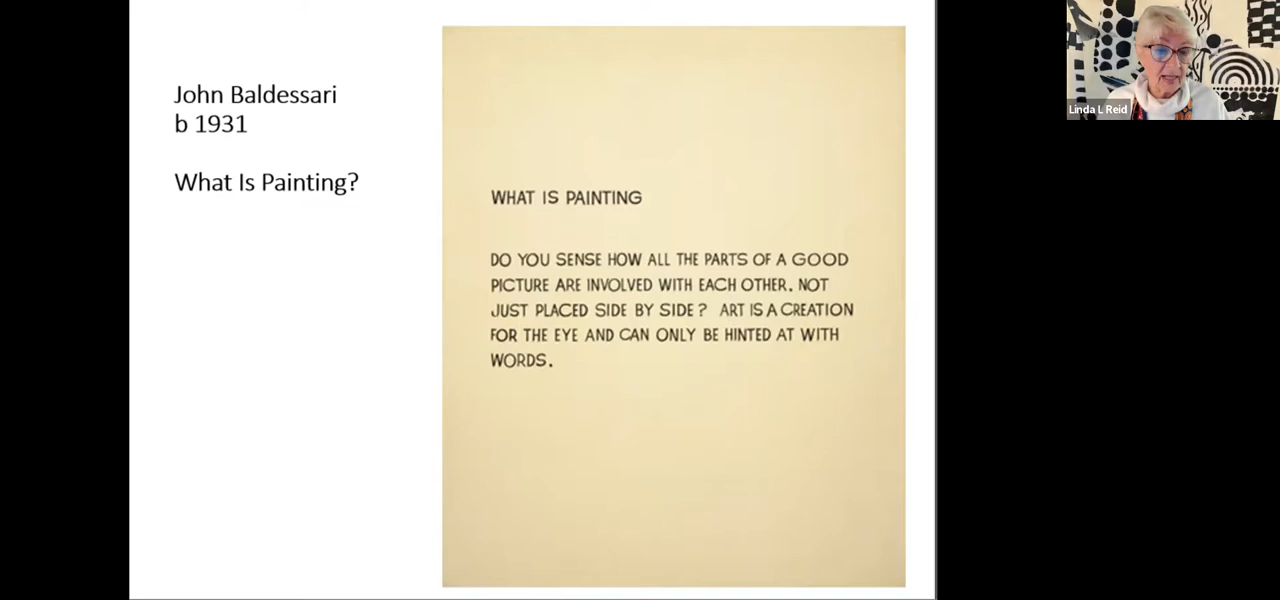 John Baldessari
b 1931
What Is Painting?
WHAT IS PAINTING
DO YOU SENSE HOW ALL THE PARTS OF A GOOD
PICTURE ARE INVOLVED WITH EACH OTHER. NOT
JUST PLACED SIDE BY SIDE? ART IS A CREATION
FOR THE EYE AND CAN ONLY BE HINTED AT WITH
WORDS.
Linda L Reid